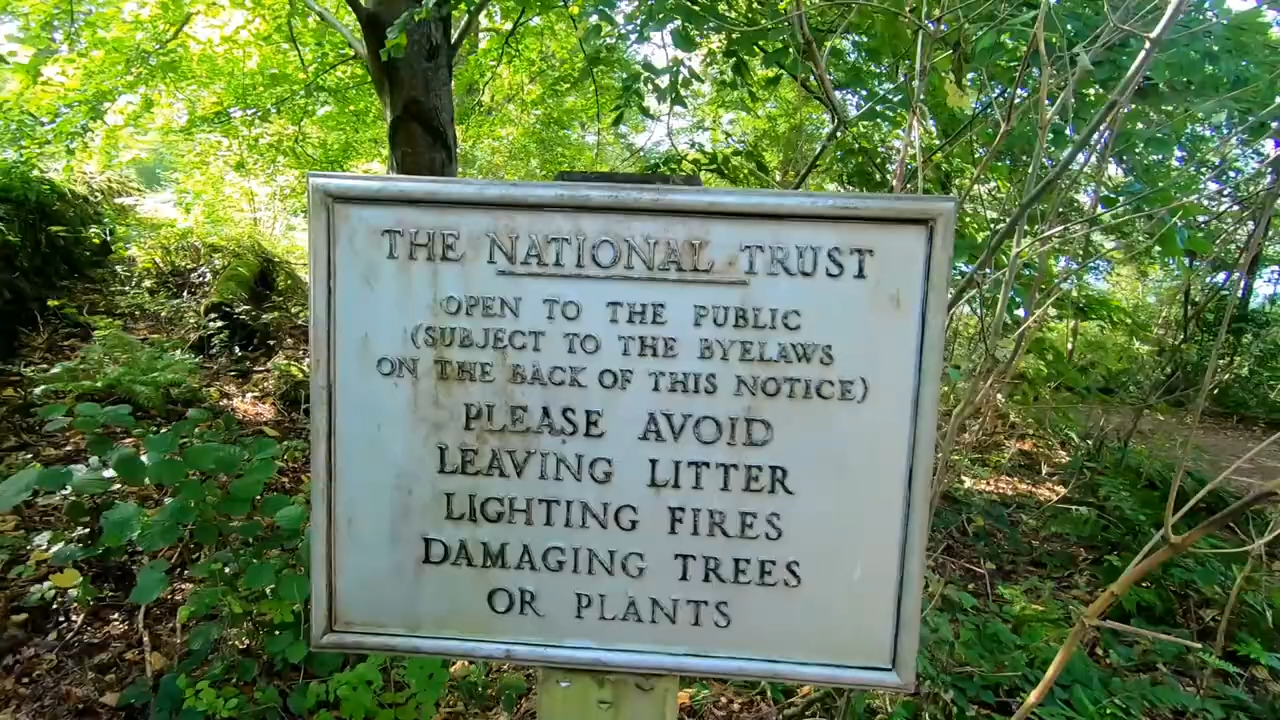 THE NATIONAL TRUST
OPEN TO THE PUBLIC
(SUBJECT TO THE BYELAWS
ON THE BACK OF THIS NOTICE)
PLEASE AVOID
LEAVING LITTER
LIGHTING FIRES
DAMAGING TREES
OR PLANTS